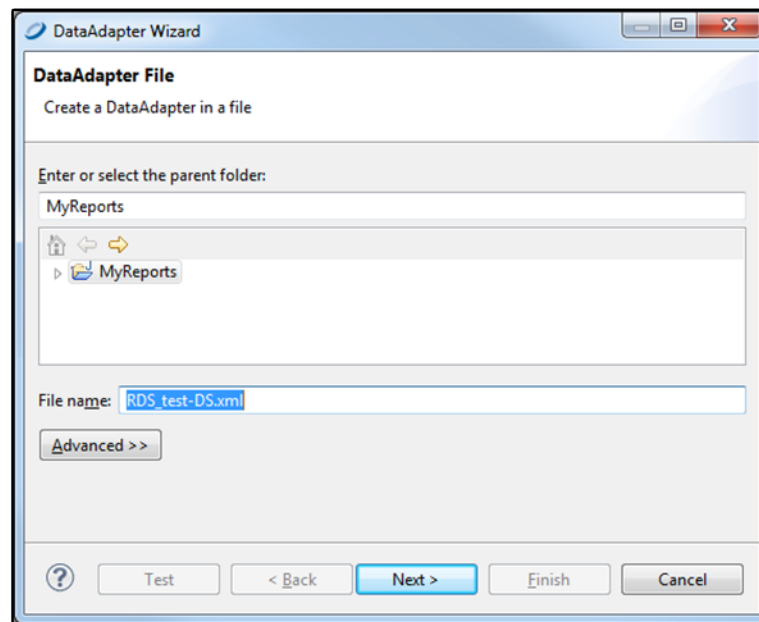 DataAdapter Wizard
DataAdapter File
Create a DataAdapter in a file
Enter or select the parent folder:
MyReports
MyReports
File name: RDS_test-DS.xml
Advanced >>
? Test < Back Next > Finish Cancel